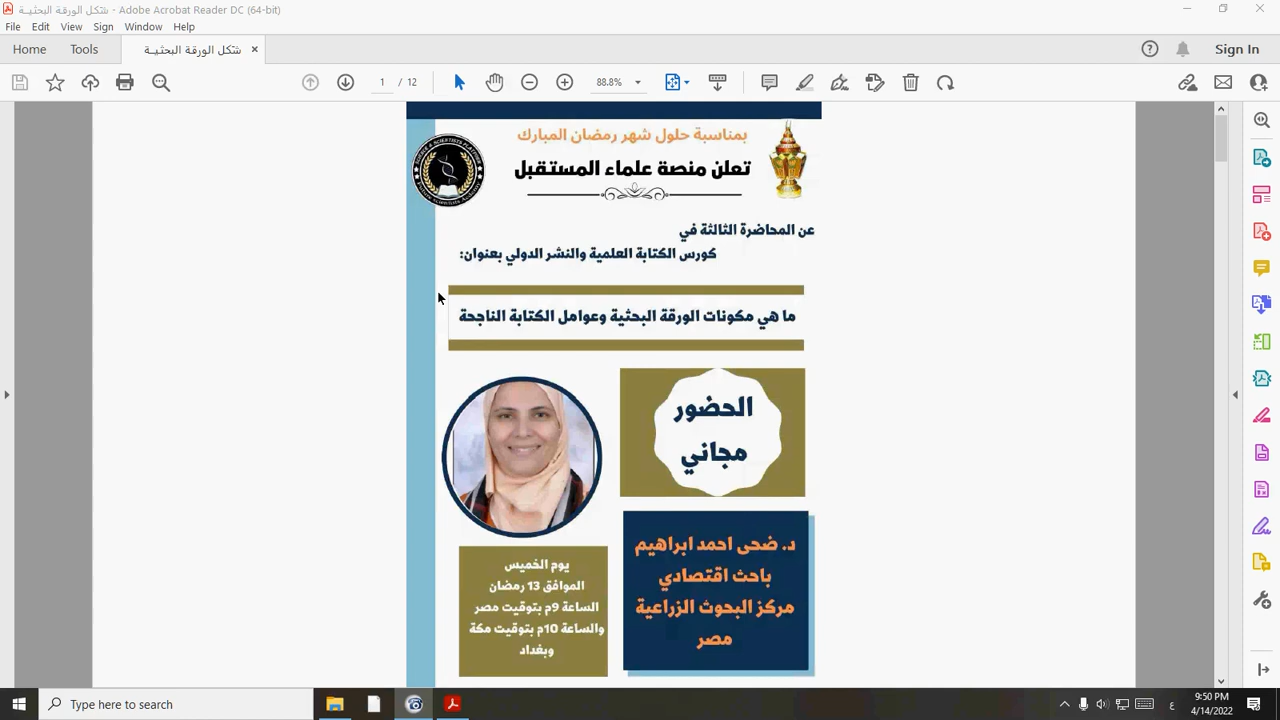 شكل الورقة البحثيـة - Adobe Acrobat Reader DC (64-bit)
File Edit View Sign Window Help
Home Tools شكل الورقة البحثيـة × Sign In
1 / 12 88.8%
بمناسبة حلول شهر رمضان المبارك
تعلن منصة علماء المستقبل
عن المحاضرة الثالثة في
كورس الكتابة العلمية والنشر الدولي بعنوان:
ما هي مكونات الورقة البحثية وعوامل الكتابة الناجحة
الحضور
مجاني
د. ضحى احمد ابراهيم
باحث اقتصادي
مركز البحوث الزراعية
مصر
يوم الخميس
الموافق 13 رمضان
الساعة 9م بتوقيت مصر
والساعة 10م بتوقيت مكة
وبغداد
Type here to search
ع
9:50 PM
4/14/2022